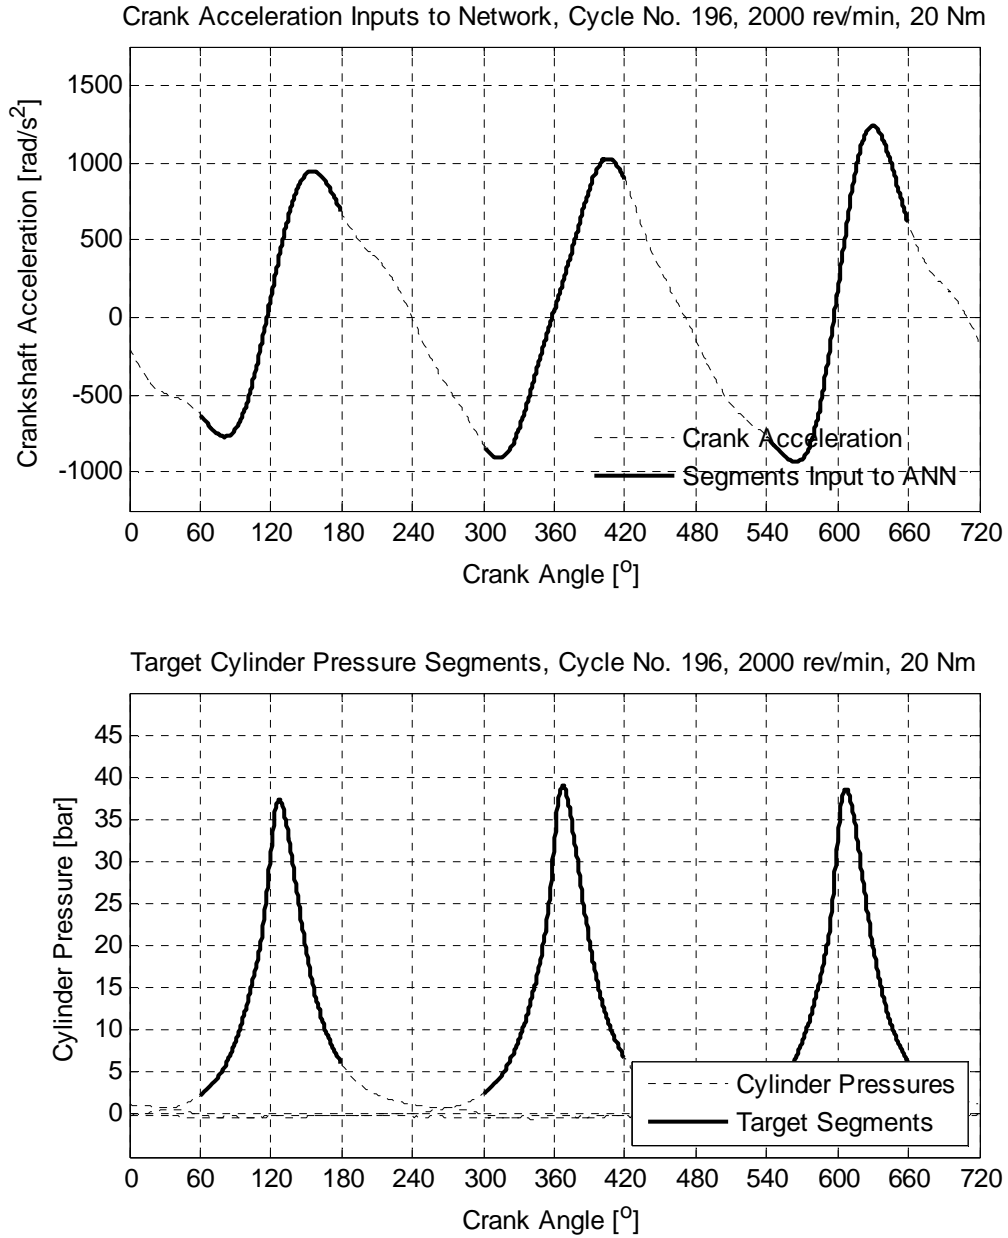 Crank Acceleration Inputs to Network, Cycle No. 196, 2000 rev/min, 20 Nm
1500
1000
500
0
-500
-1000
Crankshaft Acceleration [rad/s²]
Crank Acceleration
Segments Input to ANN
0 60 120 180 240 300 360 420 480 540 600 660 720
Crank Angle [º]
Target Cylinder Pressure Segments, Cycle No. 196, 2000 rev/min, 20 Nm
45
40
35
30
25
20
15
10
5
0
Cylinder Pressure [bar]
Cylinder Pressures
Target Segments
0 60 120 180 240 300 360 420 480 540 600 660 720
Crank Angle [º]